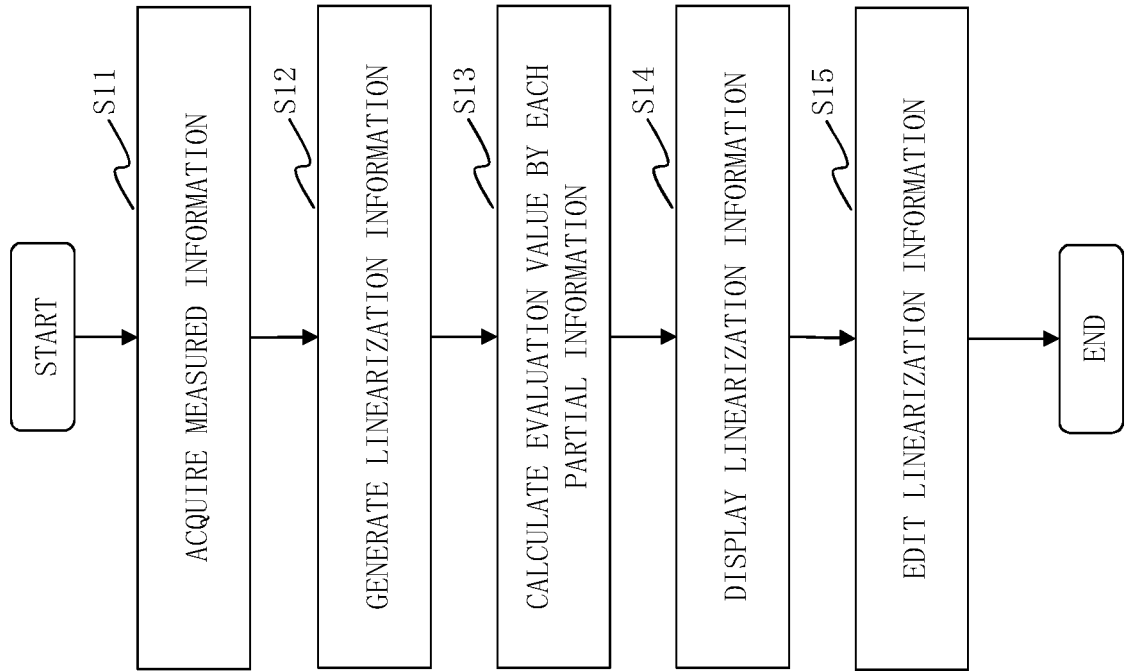 START
S11
ACQUIRE MEASURED INFORMATION
S12
GENERATE LINEARIZATION INFORMATION
S13
CALCULATE EVALUATION VALUE BY EACH
PARTIAL INFORMATION
S14
DISPLAY LINEARIZATION INFORMATION
S15
EDIT LINEARIZATION INFORMATION
END